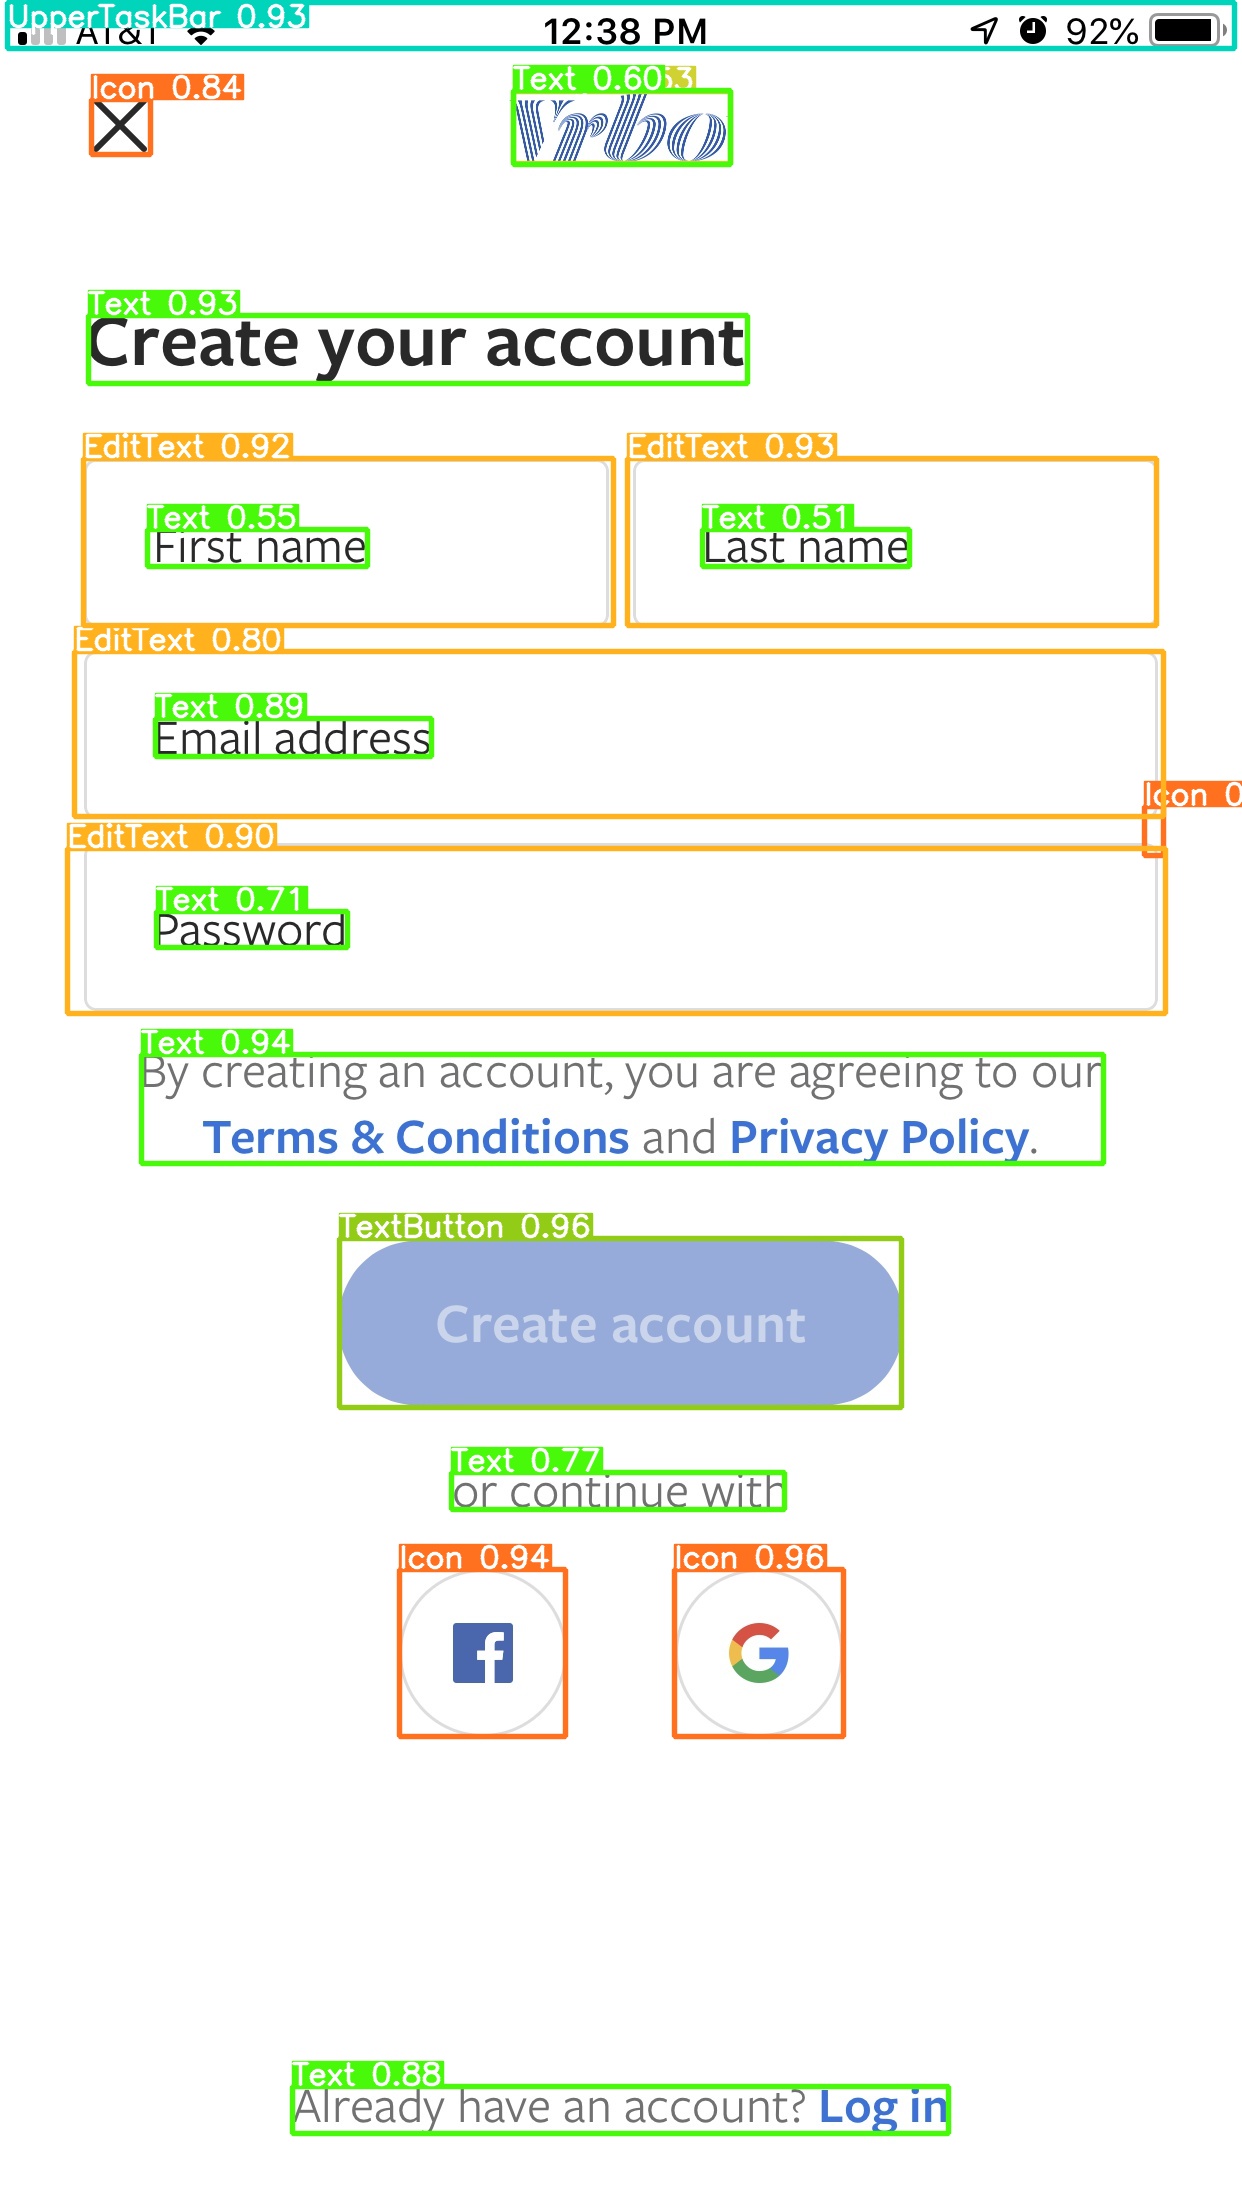 UpperTaskBar 0.93
AT&T 12:38 PM 92%
Icon 0.84
Text 0.60
Vrbo
Text 0.93
Create your account
EditText 0.92 EditText 0.93
Text 0.55 Text 0.51
First name Last name
EditText 0.80
Text 0.89
Email address
Icon 0
EditText 0.90
Text 0.71
Password
Text 0.94
By creating an account, you are agreeing to our
Terms & Conditions and Privacy Policy.
TextButton 0.96
Create account
Text 0.77
or continue with
Icon 0.94 Icon 0.96
Text 0.88
Already have an account? Log in